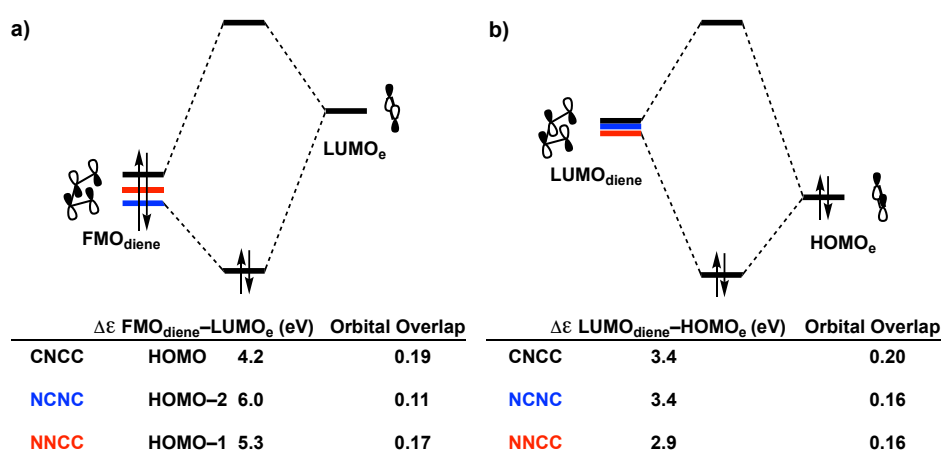 a)
LUMOe
FMOdiene
Δε FMOdiene–LUMOe (eV) Orbital Overlap
CNCC HOMO 4.2 0.19
NCNC HOMO–2 6.0 0.11
NNCC HOMO–1 5.3 0.17
b)
LUMOdiene
HOMOe
Δε LUMOdiene–HOMOe (eV) Orbital Overlap
CNCC 3.4 0.20
NCNC 3.4 0.16
NNCC 2.9 0.16